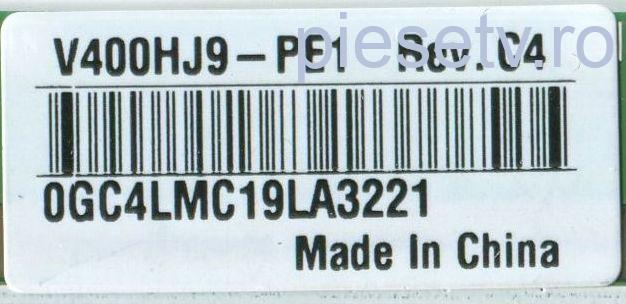 piesetv.ro
V400HJ9-PE1 Rev.C4
0GC4LMC19LA3221
Made In China